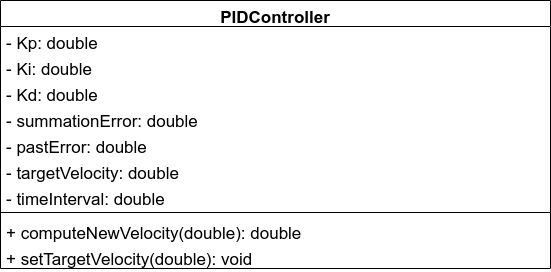 PIDController
- Kp: double
- Ki: double
- Kd: double
- summationError: double
- pastError: double
- targetVelocity: double
- timeInterval: double
+ computeNewVelocity(double): double
+ setTargetVelocity(double): void